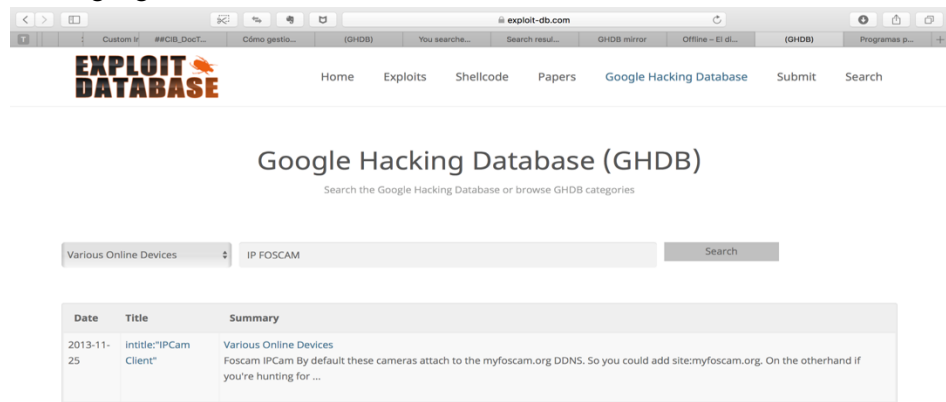 exploit-db.com
Custom Ir ##CIB_DocT... Cómo gestio... (GHDB) You searche... Search resul... GHDB mirror Offline – El di... (GHDB) Programas p...
EXPLOIT
DATABASE
Home Exploits Shellcode Papers Google Hacking Database Submit Search
Google Hacking Database (GHDB)
Search the Google Hacking Database or browse GHDB categories
Various Online Devices IP FOSCAM Search
Date Title Summary
2013-11-25 intitle:"IPCam Client" Various Online Devices
Foscam IPCam By default these cameras attach to the myfoscam.org DDNS. So you could add site:myfoscam.org. On the otherhand if
you're hunting for ...